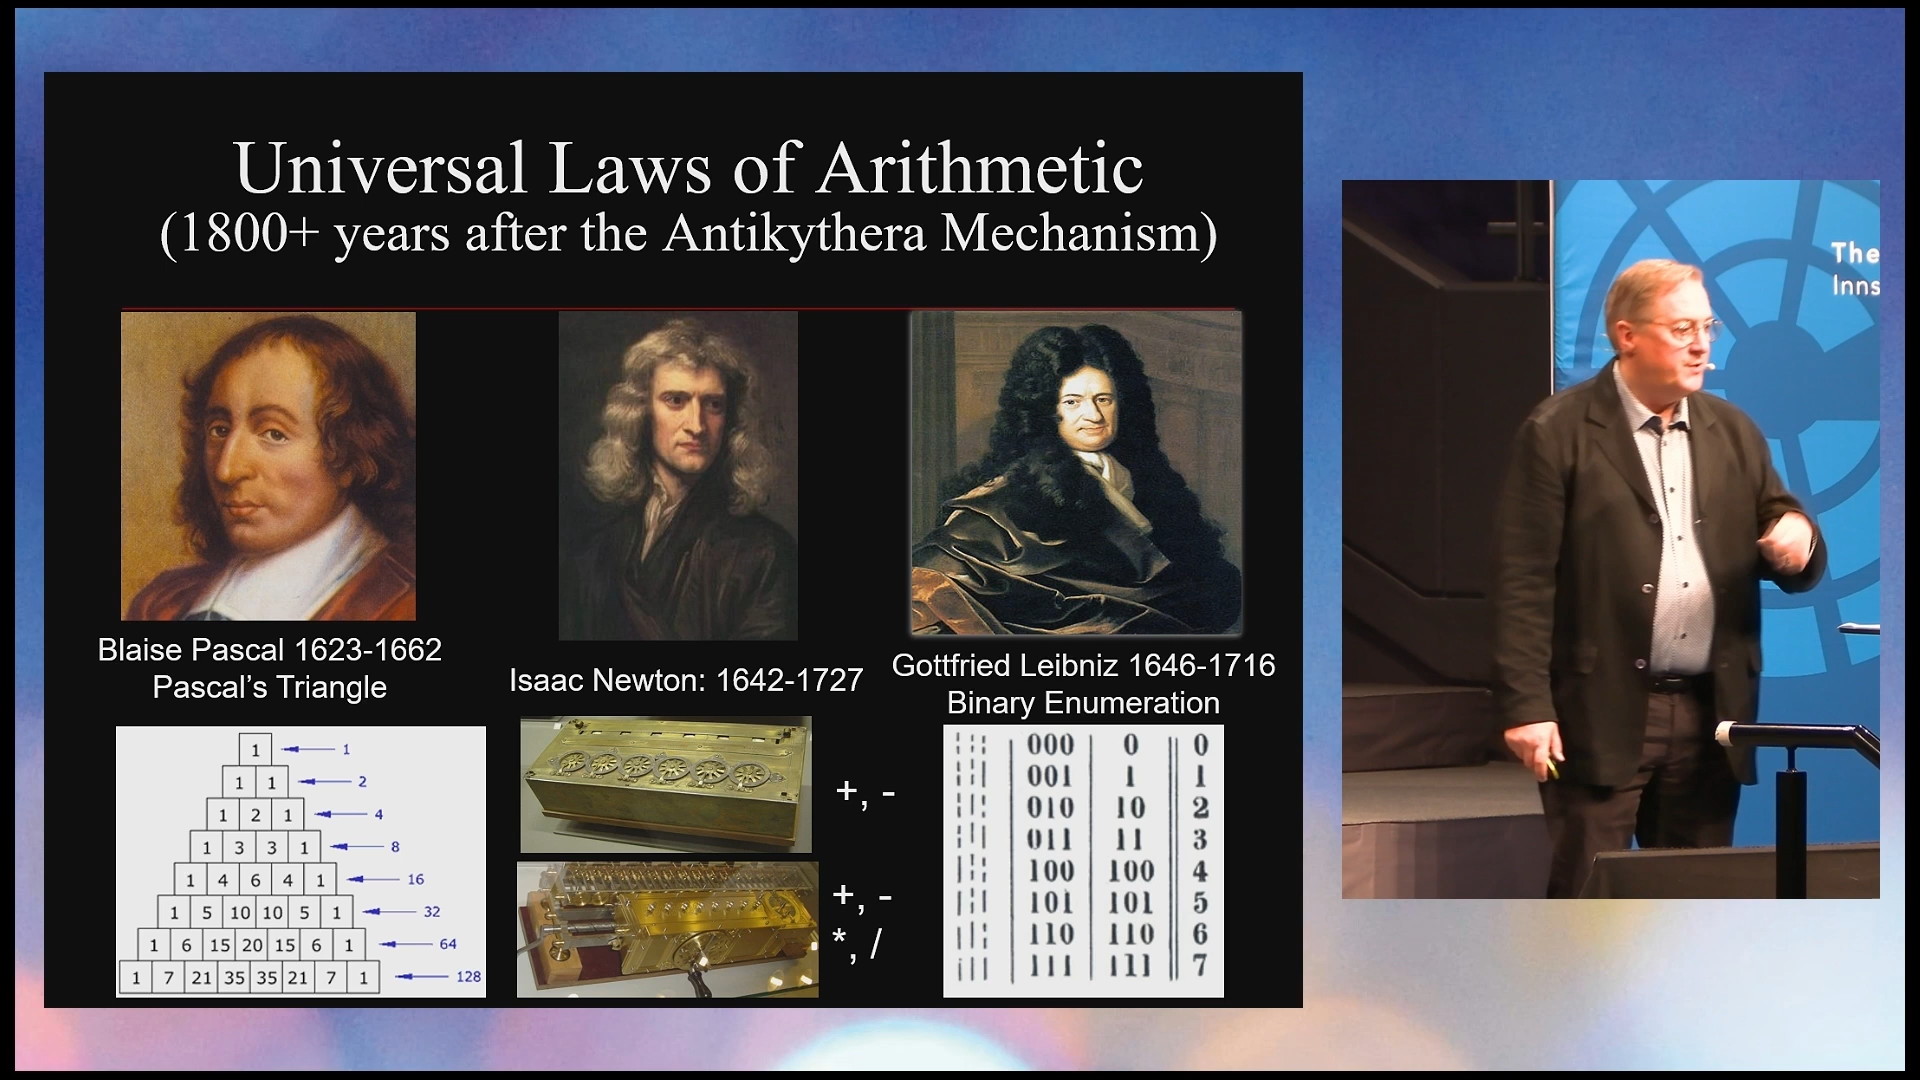 Universal Laws of Arithmetic
(1800+ years after the Antikythera Mechanism)
Blaise Pascal 1623-1662
Pascal's Triangle
Isaac Newton: 1642-1727
Gottfried Leibniz 1646-1716
Binary Enumeration
1 1
1 1 2
1 2 1 4
1 3 3 1 8
1 4 6 4 1 16
1 5 10 10 5 1 32
1 6 15 20 15 6 1 64
1 7 21 35 35 21 7 1 128
+, -
+, -
*, /
000 0 0
001 1 1
010 10 2
011 11 3
100 100 4
101 101 5
110 110 6
111 111 7
The
Inns